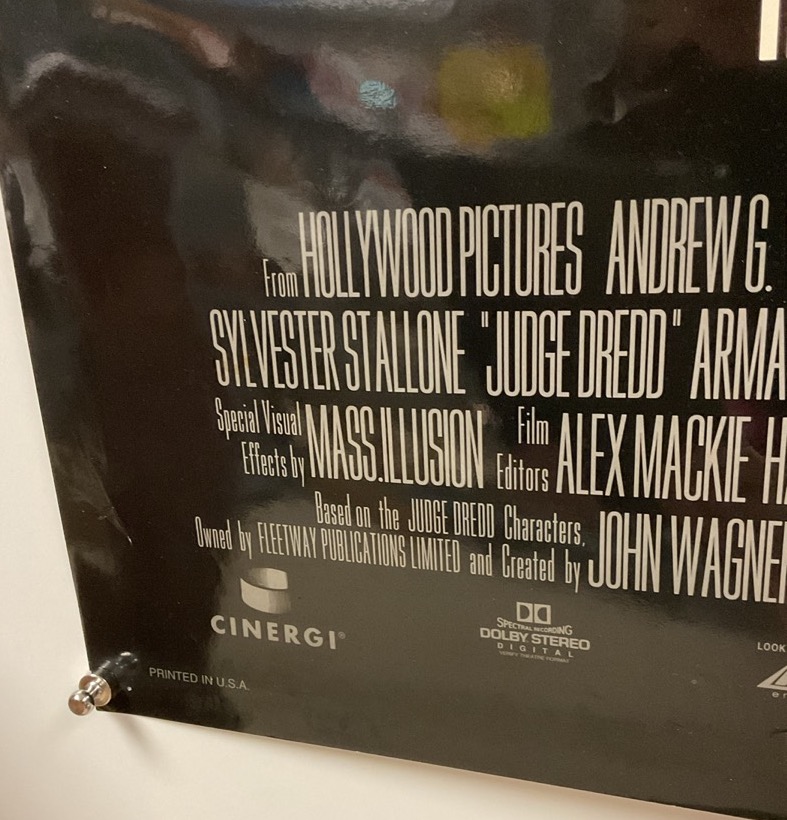 From HOLLYWOOD PICTURES ANDREW G.
SYLVESTER STALLONE "JUDGE DREDD" ARMA
Special Visual Effects by MASS.ILLUSION Film Editors ALEX MACKIE HA
Based on the JUDGE DREDD Characters,
Owned by FLEETWAY PUBLICATIONS LIMITED and Created by JOHN WAGNER
CINERGI®
SPECTRAL RECORDING
DOLBY STEREO
DIGITAL
LOOK
PRINTED IN U.S.A.